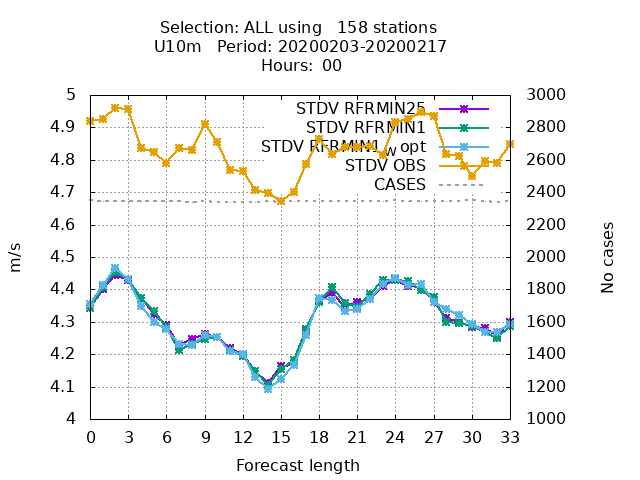 Selection: ALL using   158 stations
U10m   Period: 20200203-20200217
Hours: 00
STDV RFRMIN25
STDV RFRMIN1
STDV RFRMIN1_w opt
STDV OBS
CASES
5
4.9
4.8
4.7
4.6
4.5
4.4
4.3
4.2
4.1
4
m/s
3000
2800
2600
2400
2200
2000
1800
1600
1400
1200
1000
No cases
0 3 6 9 12 15 18 21 24 27 30 33
Forecast length